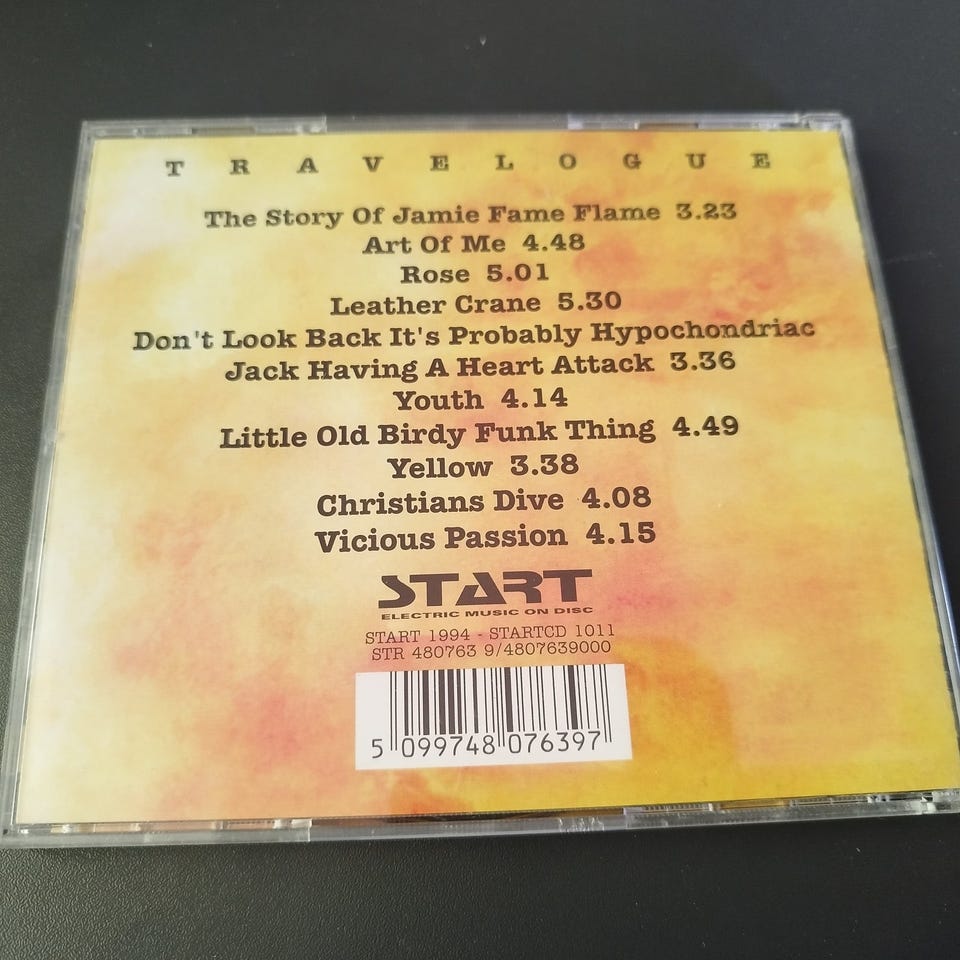 TRAVELOGUE
The Story Of Jamie Fame Flame 3.23
Art Of Me 4.48
Rose 5.01
Leather Crane 5.30
Don't Look Back It's Probably Hypochondriac
Jack Having A Heart Attack 3.36
Youth 4.14
Little Old Birdy Funk Thing 4.49
Yellow 3.38
Christians Dive 4.08
Vicious Passion 4.15
START
ELECTRIC MUSIC ON DISC
START 1994 - STARTCD 1011
STR 480763 9/4807639000
5 099748 076397